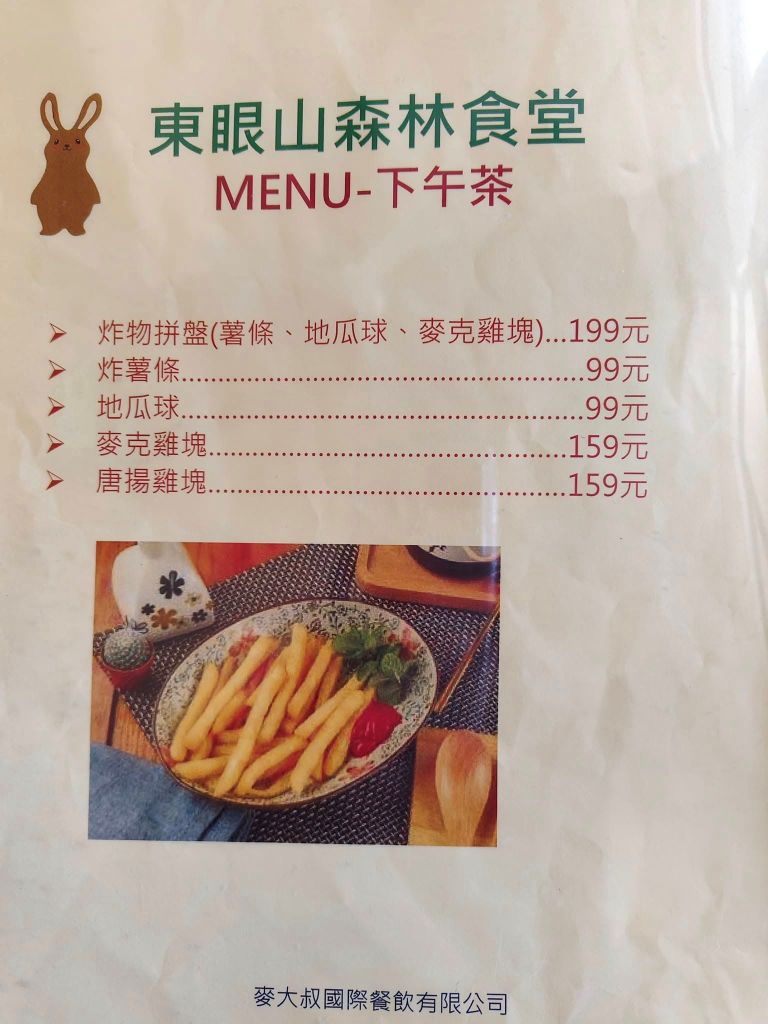 東眼山森林食堂
MENU-下午茶
➢ 炸物拼盤(薯條、地瓜球、麥克雞塊)...199元
➢ 炸薯條..........................................................99元
➢ 地瓜球..........................................................99元
➢ 麥克雞塊...................................................159元
➢ 唐揚雞塊...................................................159元
麥大叔國際餐飲有限公司